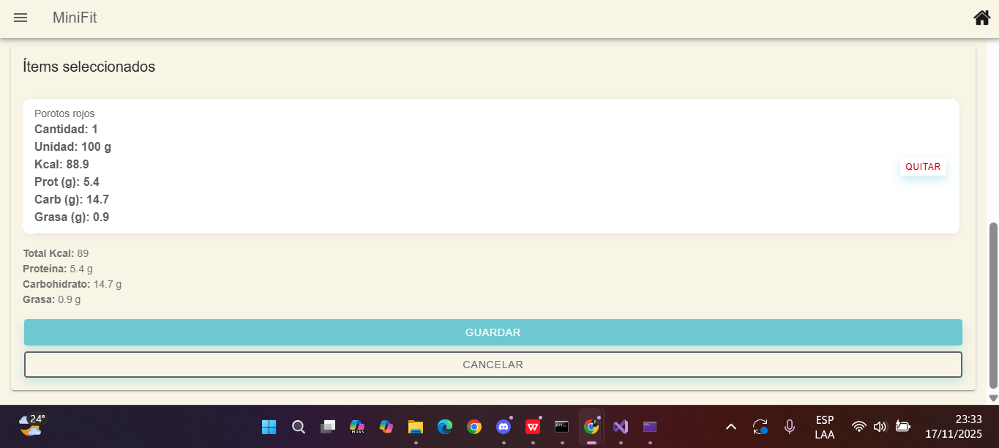 MiniFit
Ítems seleccionados
Porotos rojos
Cantidad: 1
Unidad: 100 g
Kcal: 88.9
Prot (g): 5.4
Carb (g): 14.7
Grasa (g): 0.9
QUITAR
Total Kcal: 89
Proteína: 5.4 g
Carbohidrato: 14.7 g
Grasa: 0.9 g
GUARDAR
CANCELAR
24°
M365
ESP
LAA
23:33
17/11/2025